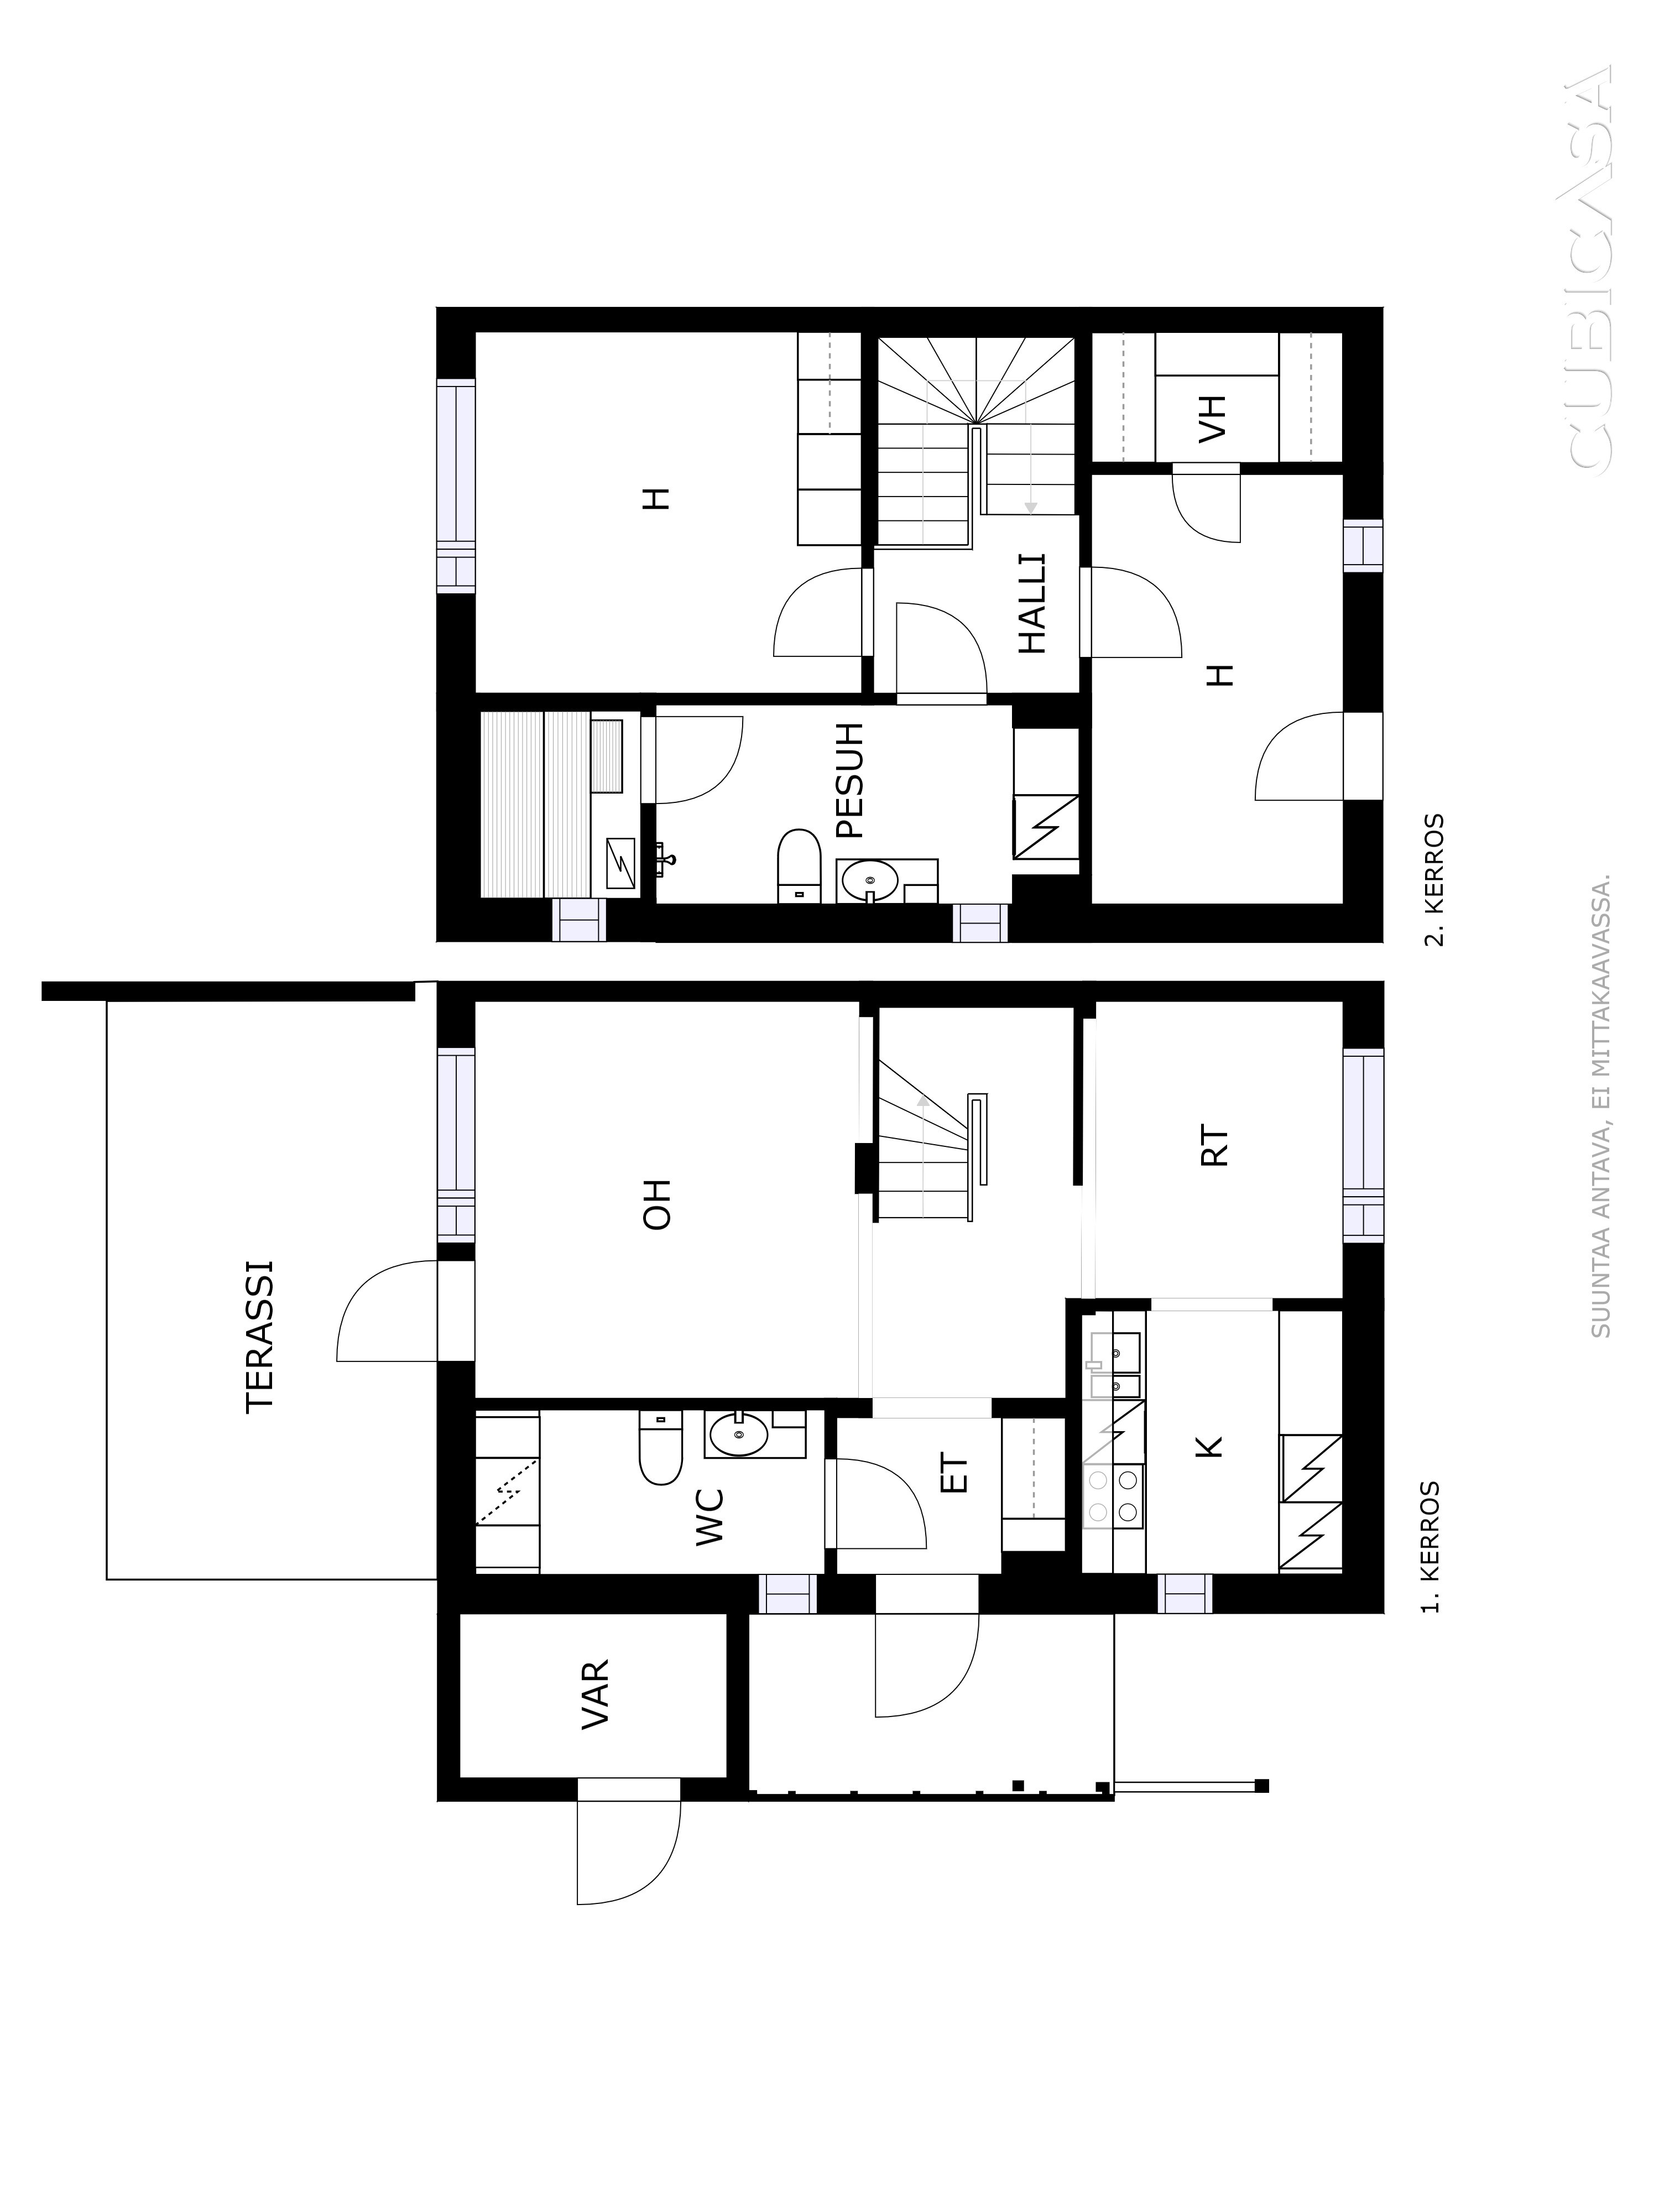 TERASSI
OH
RT
WC
ET
K
VAR
1. KERROS
H
VH
HALLI
PESUH
H
2. KERROS
SUUNTAA ANTAVA, EI MITTAKAAVASSA.
CUBICASA